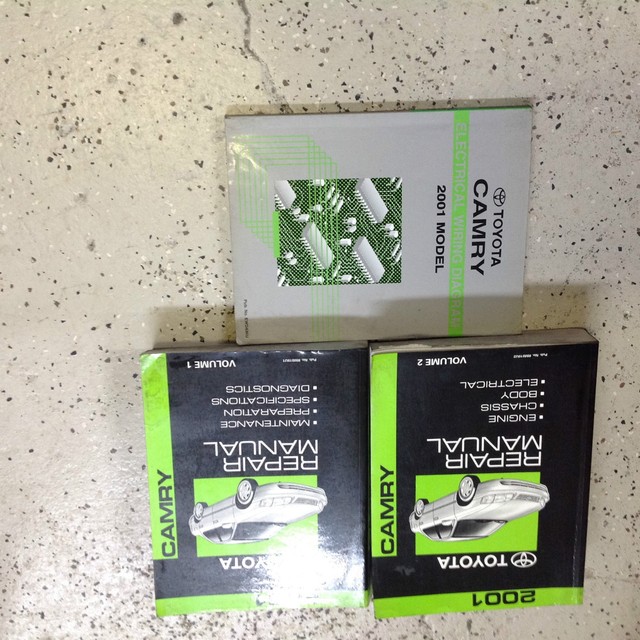 ELECTRICAL WIRING DIAGRAM
TOYOTA
CAMRY
2001 MODEL
TOYOTA
CAMRY
REPAIR
MANUAL
▪ MAINTENANCE
▪ PREPARATION
▪ SPECIFICATIONS
▪ DIAGNOSTICS
VOLUME 1
2001
TOYOTA
CAMRY
REPAIR
MANUAL
▪ ENGINE
▪ CHASSIS
▪ BODY
▪ ELECTRICAL
VOLUME 2